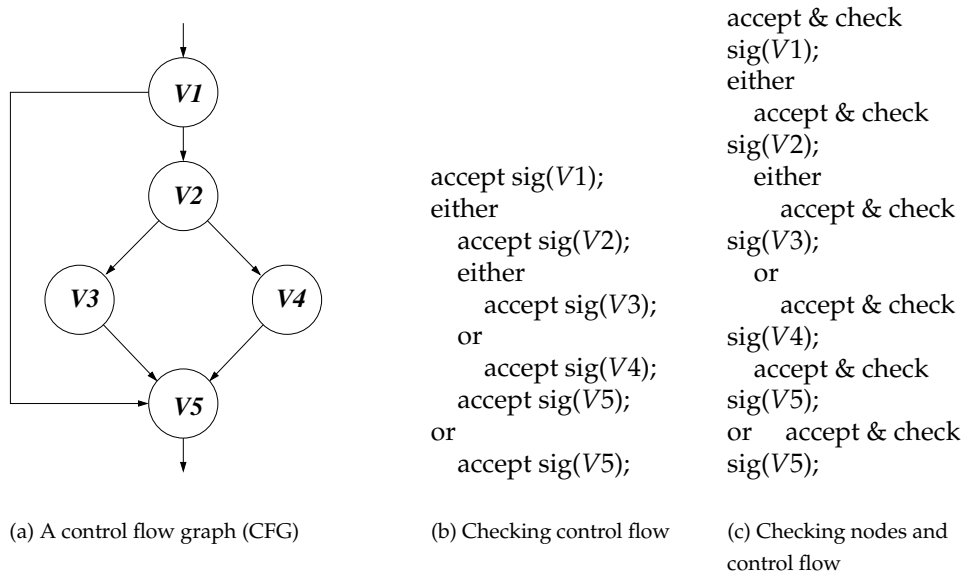 V1
V2
V3
V4
V5
(a) A control flow graph (CFG)
accept sig(V1);
either
accept sig(V2);
either
accept sig(V3);
or
accept sig(V4);
accept sig(V5);
or
accept sig(V5);
(b) Checking control flow
accept & check
sig(V1);
either
accept & check
sig(V2);
either
accept & check
sig(V3);
or
accept & check
sig(V4);
accept & check
sig(V5);
or accept & check
sig(V5);
(c) Checking nodes and
control flow